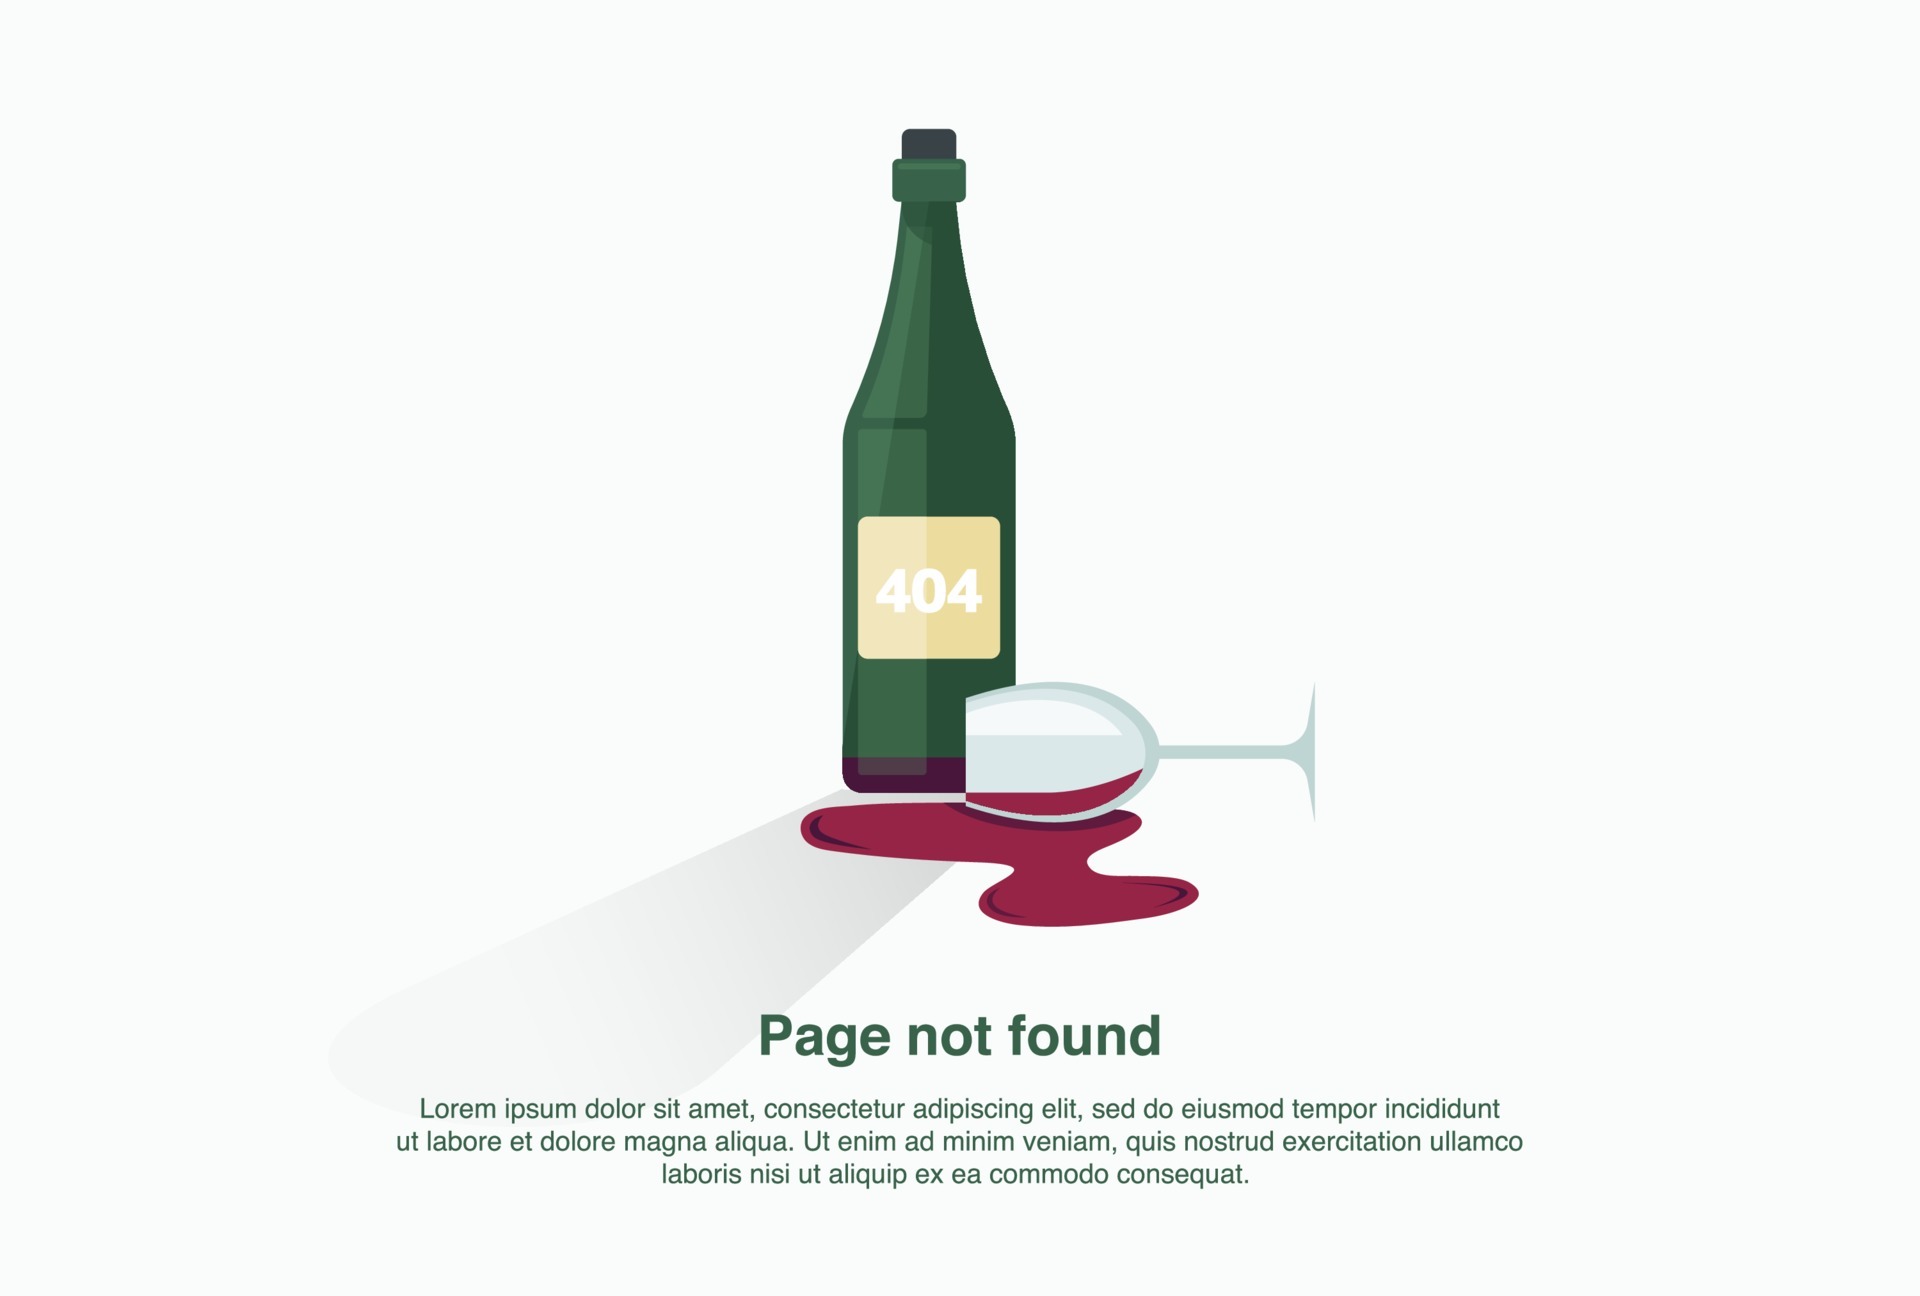 404
Page not found
Lorem ipsum dolor sit amet, consectetur adipiscing elit, sed do eiusmod tempor incididunt
ut labore et dolore magna aliqua. Ut enim ad minim veniam, quis nostrud exercitation ullamco
laboris nisi ut aliquip ex ea commodo consequat.